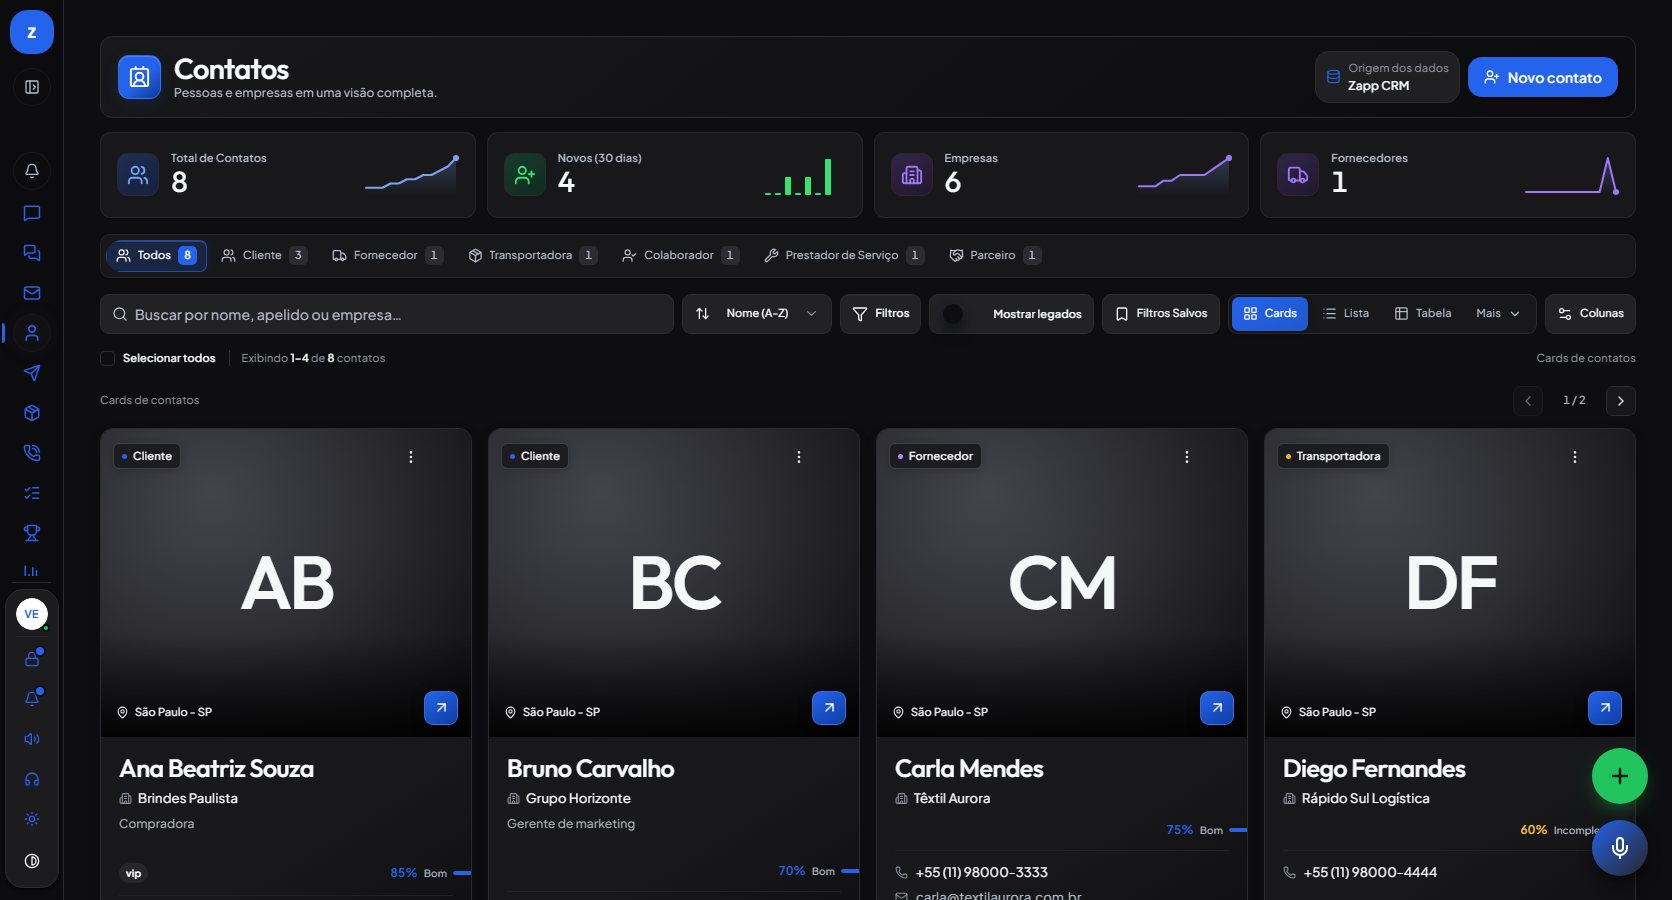 Z
Contatos
Pessoas e empresas em uma visão completa.
Origem dos dados
Zapp CRM
Novo contato
Total de Contatos
8
Novos (30 dias)
4
Empresas
6
Fornecedores
1
Todos 8
Cliente 3
Fornecedor 1
Transportadora 1
Colaborador 1
Prestador de Serviço 1
Parceiro 1
Buscar por nome, apelido ou empresa...
Nome (A-Z)
Filtros
Mostrar legados
Filtros Salvos
Cards
Lista
Tabela
Mais
Colunas
Selecionar todos
Exibindo 1–4 de 8 contatos
Cards de contatos
Cards de contatos
1 / 2
Cliente
AB
São Paulo - SP
Ana Beatriz Souza
Brindes Paulista
Compradora
vip
85% Bom
Cliente
BC
São Paulo - SP
Bruno Carvalho
Grupo Horizonte
Gerente de marketing
70% Bom
Fornecedor
CM
São Paulo - SP
Carla Mendes
Têxtil Aurora
75% Bom
+55 (11) 98000-3333
carla@textilaurora.com.br
Transportadora
DF
São Paulo - SP
Diego Fernandes
Rápido Sul Logística
60% Incomple
+55 (11) 98000-4444
VE